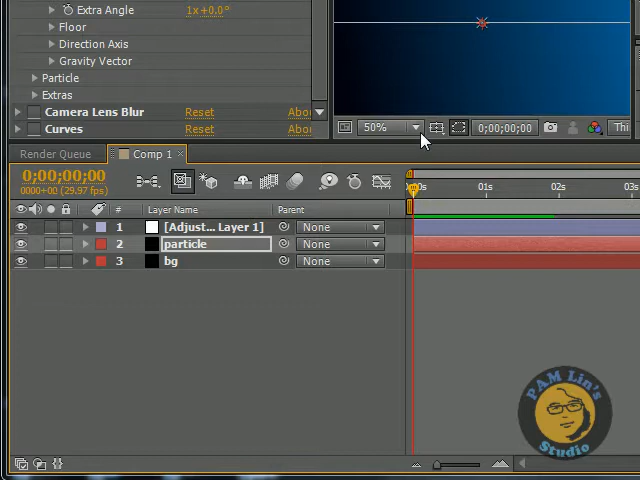 Extra Angle 1x+0.0°
Floor
Direction Axis
Gravity Vector
Particle
Extras
Camera Lens Blur Reset Abo
Curves Reset Abo
50% 0;00;00;00 Thi
Render Queue Comp 1
0;00;00;00
0000+00 (29.97 fps)
# Layer Name Parent
01s 02s 03s
1 [Adjust... Layer 1] None
2 particle None
3 bg None
PAM Lin's
Studio